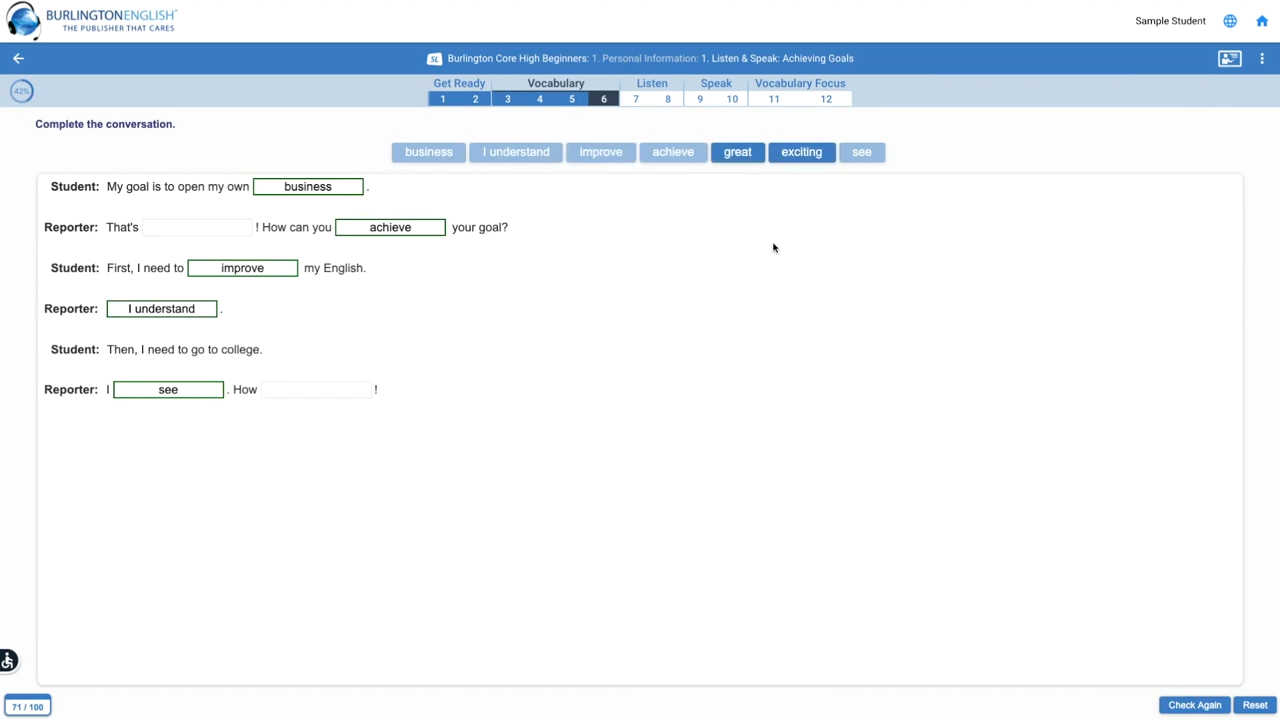 BURLINGTONENGLISH®
THE PUBLISHER THAT CARES
Sample Student
SL Burlington Core High Beginners: 1. Personal Information: 1. Listen & Speak: Achieving Goals
42%
Get Ready Vocabulary Listen Speak Vocabulary Focus
1 2 3 4 5 6 7 8 9 10 11 12
Complete the conversation.
business I understand improve achieve great exciting see
Student: My goal is to open my own business .
Reporter: That's ! How can you achieve your goal?
Student: First, I need to improve my English.
Reporter: I understand .
Student: Then, I need to go to college.
Reporter: I see . How !
71 / 100
Check Again Reset